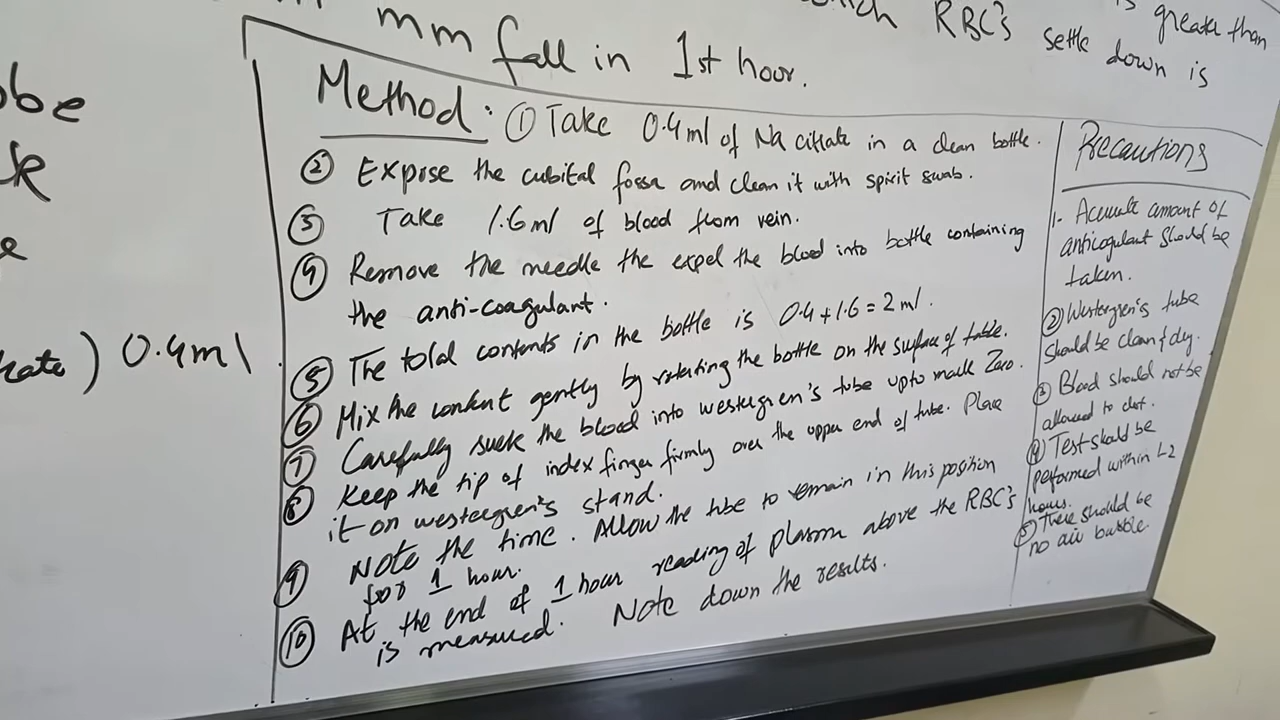 is greater than
which RBC's settle down is
mm fall in 1st hour.
obe
k
e
rate) 0.4ml
Method: ① Take 0.4ml of Na citrate in a clean bottle.
② Expose the cubital fossa and clean it with spirit swab.
③ Take 1.6ml of blood from vein.
④ Remove the needle the expel the blood into bottle containing
the anti-coagulant.
⑤ The total contents in the bottle is 0.4+1.6=2ml.
⑥ Mix the content gently by rotating the bottle on the surface of table.
⑦ Carefully suck the blood into westergren's tube upto mark Zero.
⑧ Keep the tip of index finger firmly over the upper end of tube. Place
it on westergren's stand.
⑨ Note the time. Allow the tube to remain in this position
for 1 hour.
⑩ At the end of 1 hour reading of plasma above the RBC's
is measured. Note down the results.
Precautions
1. Accurate amount of
anticogulant should be
taken.
② Westergren's tube
should be clean & dry.
③ Blood should not be
allowed to clot.
④ Test should be
performed within 1-2
hours.
⑤ There should be
no air bubble